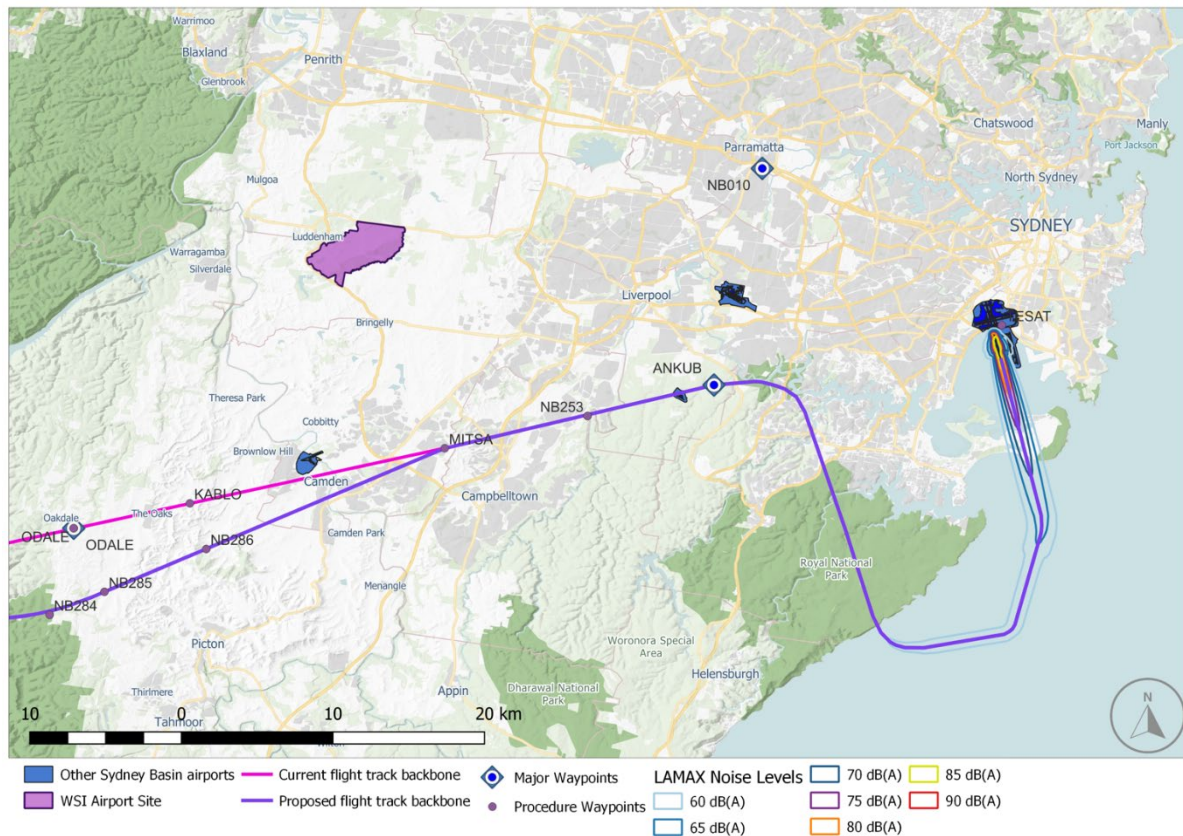 Warrimoo
Blaxland
Glenbrook
Penrith
Chatswood
Manly
Parramatta
Port Jackson
NB010
North Sydney
Mulgoa
SYDNEY
Luddenham
Warragamba
Silverdale
Liverpool
Bringelly
ESAT
ANKUB
Theresa Park
NB253
Cobbitty
MITSA
Brownlow Hill
Camden
Campbelltown
KABLO
Oakdale
The Oaks
ODALE
ODALE
Camden Park
NB286
Royal National
Park
NB285
Menangle
NB284
Woronora Special
Area
Picton
Helensburgh
Thirlmere
Appin
Dharawal National
Park
10 0 10 20 km
Tahmoor
N
Other Sydney Basin airports
WSI Airport Site
Current flight track backbone
Proposed flight track backbone
Major Waypoints
Procedure Waypoints
LAMAX Noise Levels
60 dB(A)
65 dB(A)
70 dB(A)
75 dB(A)
80 dB(A)
85 dB(A)
90 dB(A)